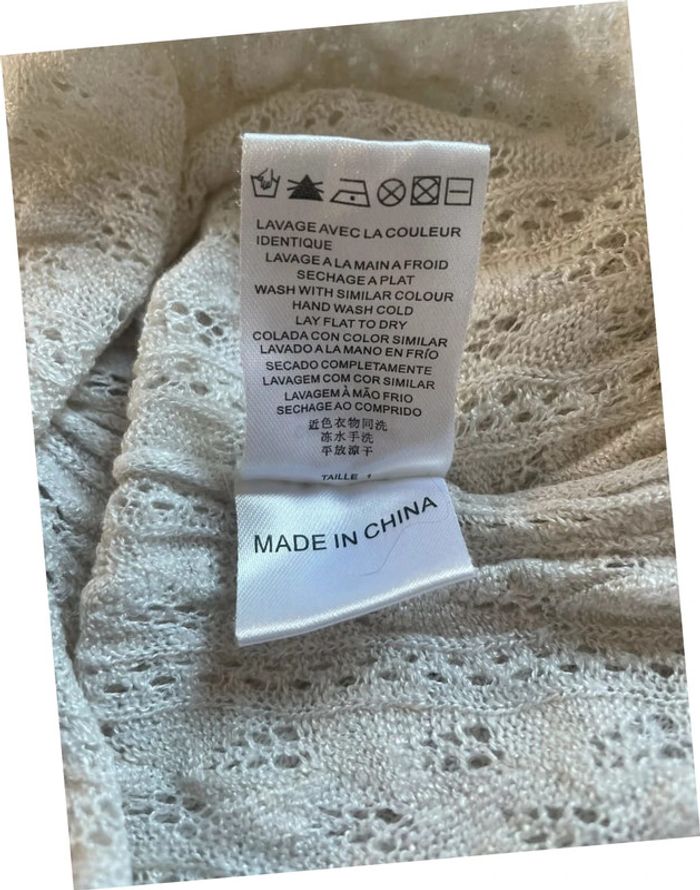 LAVAGE AVEC LA COULEUR
IDENTIQUE
LAVAGE A LA MAIN A FROID
SECHAGE A PLAT
WASH WITH SIMILAR COLOUR
HAND WASH COLD
LAY FLAT TO DRY
COLADA CON COLOR SIMILAR
LAVADO A LA MANO EN FRÍO
SECADO COMPLETAMENTE
LAVAGEM COM COR SIMILAR
LAVAGEM À MÃO FRIO
SECHAGE AO COMPRIDO
近色衣物同洗
冻水手洗
平放凉干
TAILLE 1
MADE IN CHINA